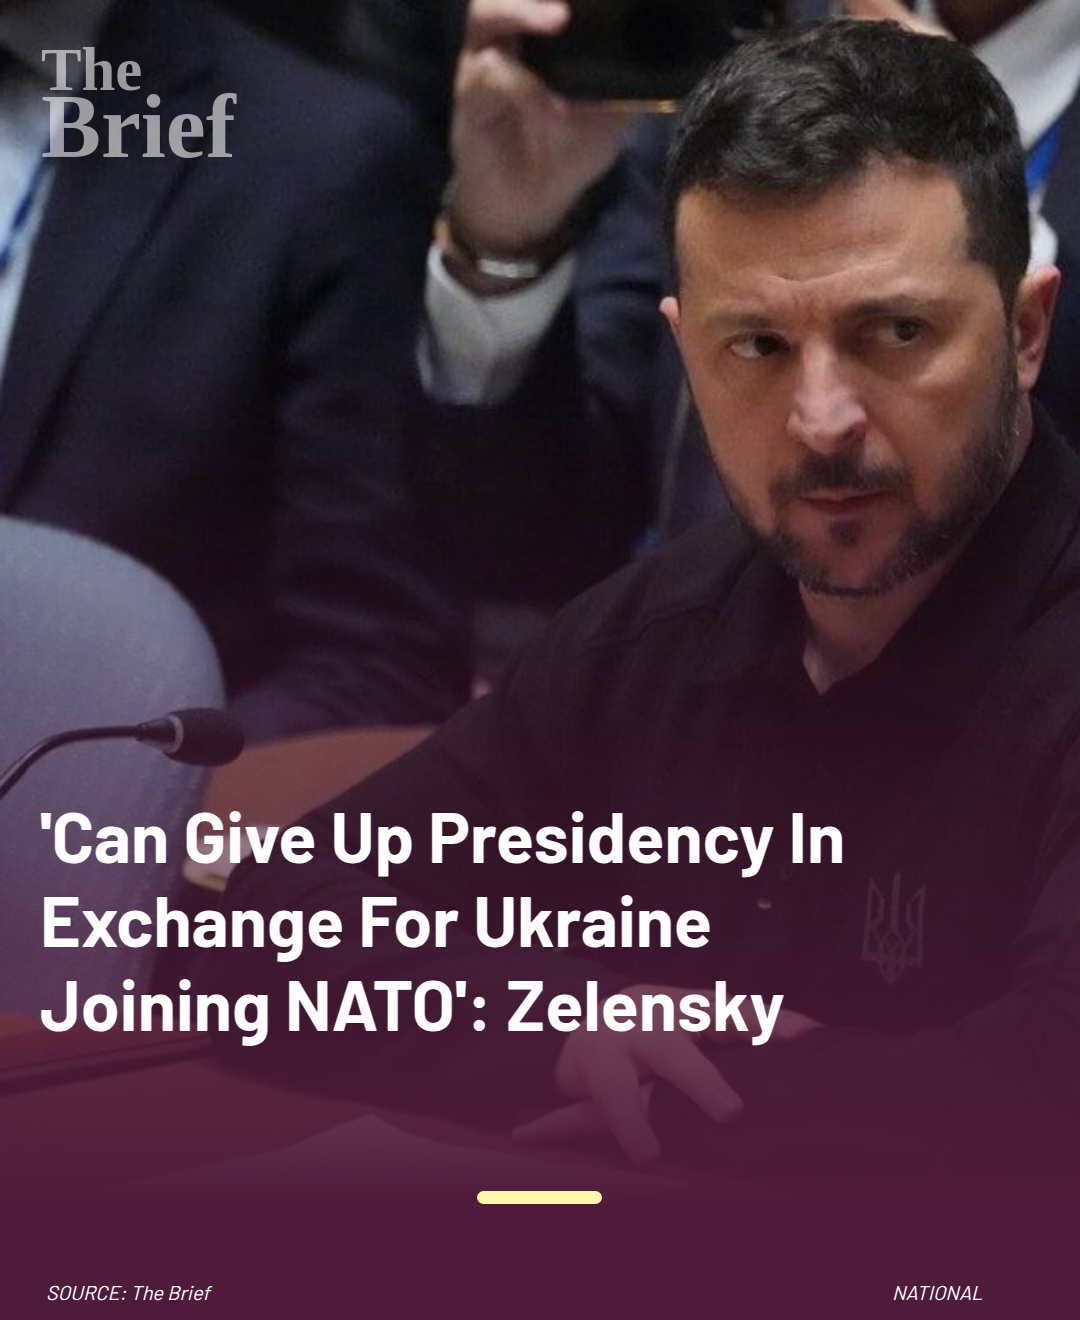 The
Brief
'Can Give Up Presidency In
Exchange For Ukraine
Joining NATO': Zelensky
SOURCE: The Brief
NATIONAL